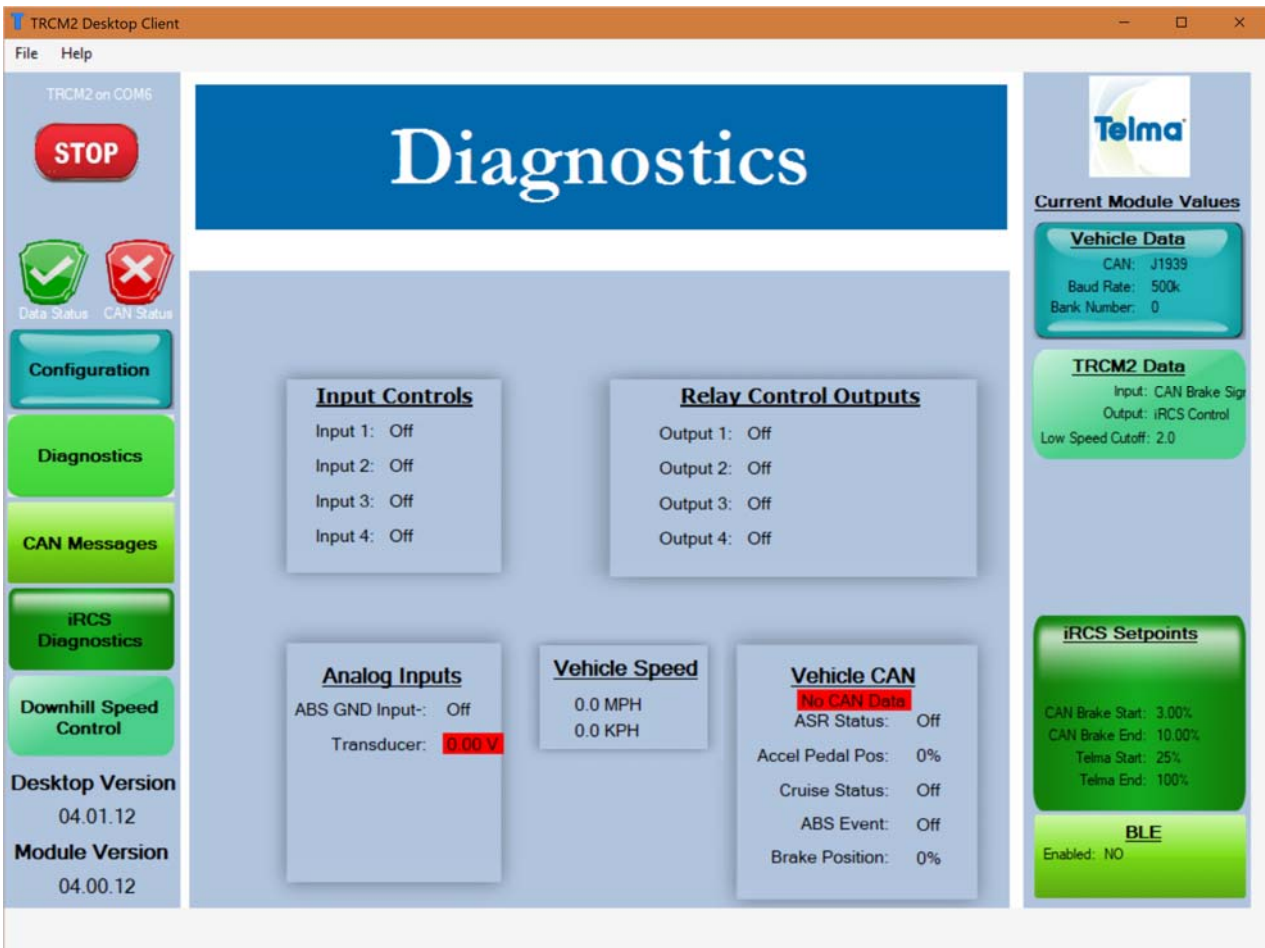 TRCM2 Desktop Client
File Help
TRCM2 on COM6
STOP
Data Status CAN Status
Configuration
Diagnostics
CAN Messages
iRCS
Diagnostics
Downhill Speed
Control
Desktop Version
04.01.12
Module Version
04.00.12
Diagnostics
Input Controls
Input 1: Off
Input 2: Off
Input 3: Off
Input 4: Off
Relay Control Outputs
Output 1: Off
Output 2: Off
Output 3: Off
Output 4: Off
Analog Inputs
ABS GND Input-: Off
Transducer: 0.00 V
Vehicle Speed
0.0 MPH
0.0 KPH
Vehicle CAN
No CAN Data
ASR Status: Off
Accel Pedal Pos: 0%
Cruise Status: Off
ABS Event: Off
Brake Position: 0%
Telma
Current Module Values
Vehicle Data
CAN: J1939
Baud Rate: 500k
Bank Number: 0
TRCM2 Data
Input: CAN Brake Sigr
Output: iRCS Control
Low Speed Cutoff: 2.0
iRCS Setpoints
CAN Brake Start: 3.00%
CAN Brake End: 10.00%
Telma Start: 25%
Telma End: 100%
BLE
Enabled: NO